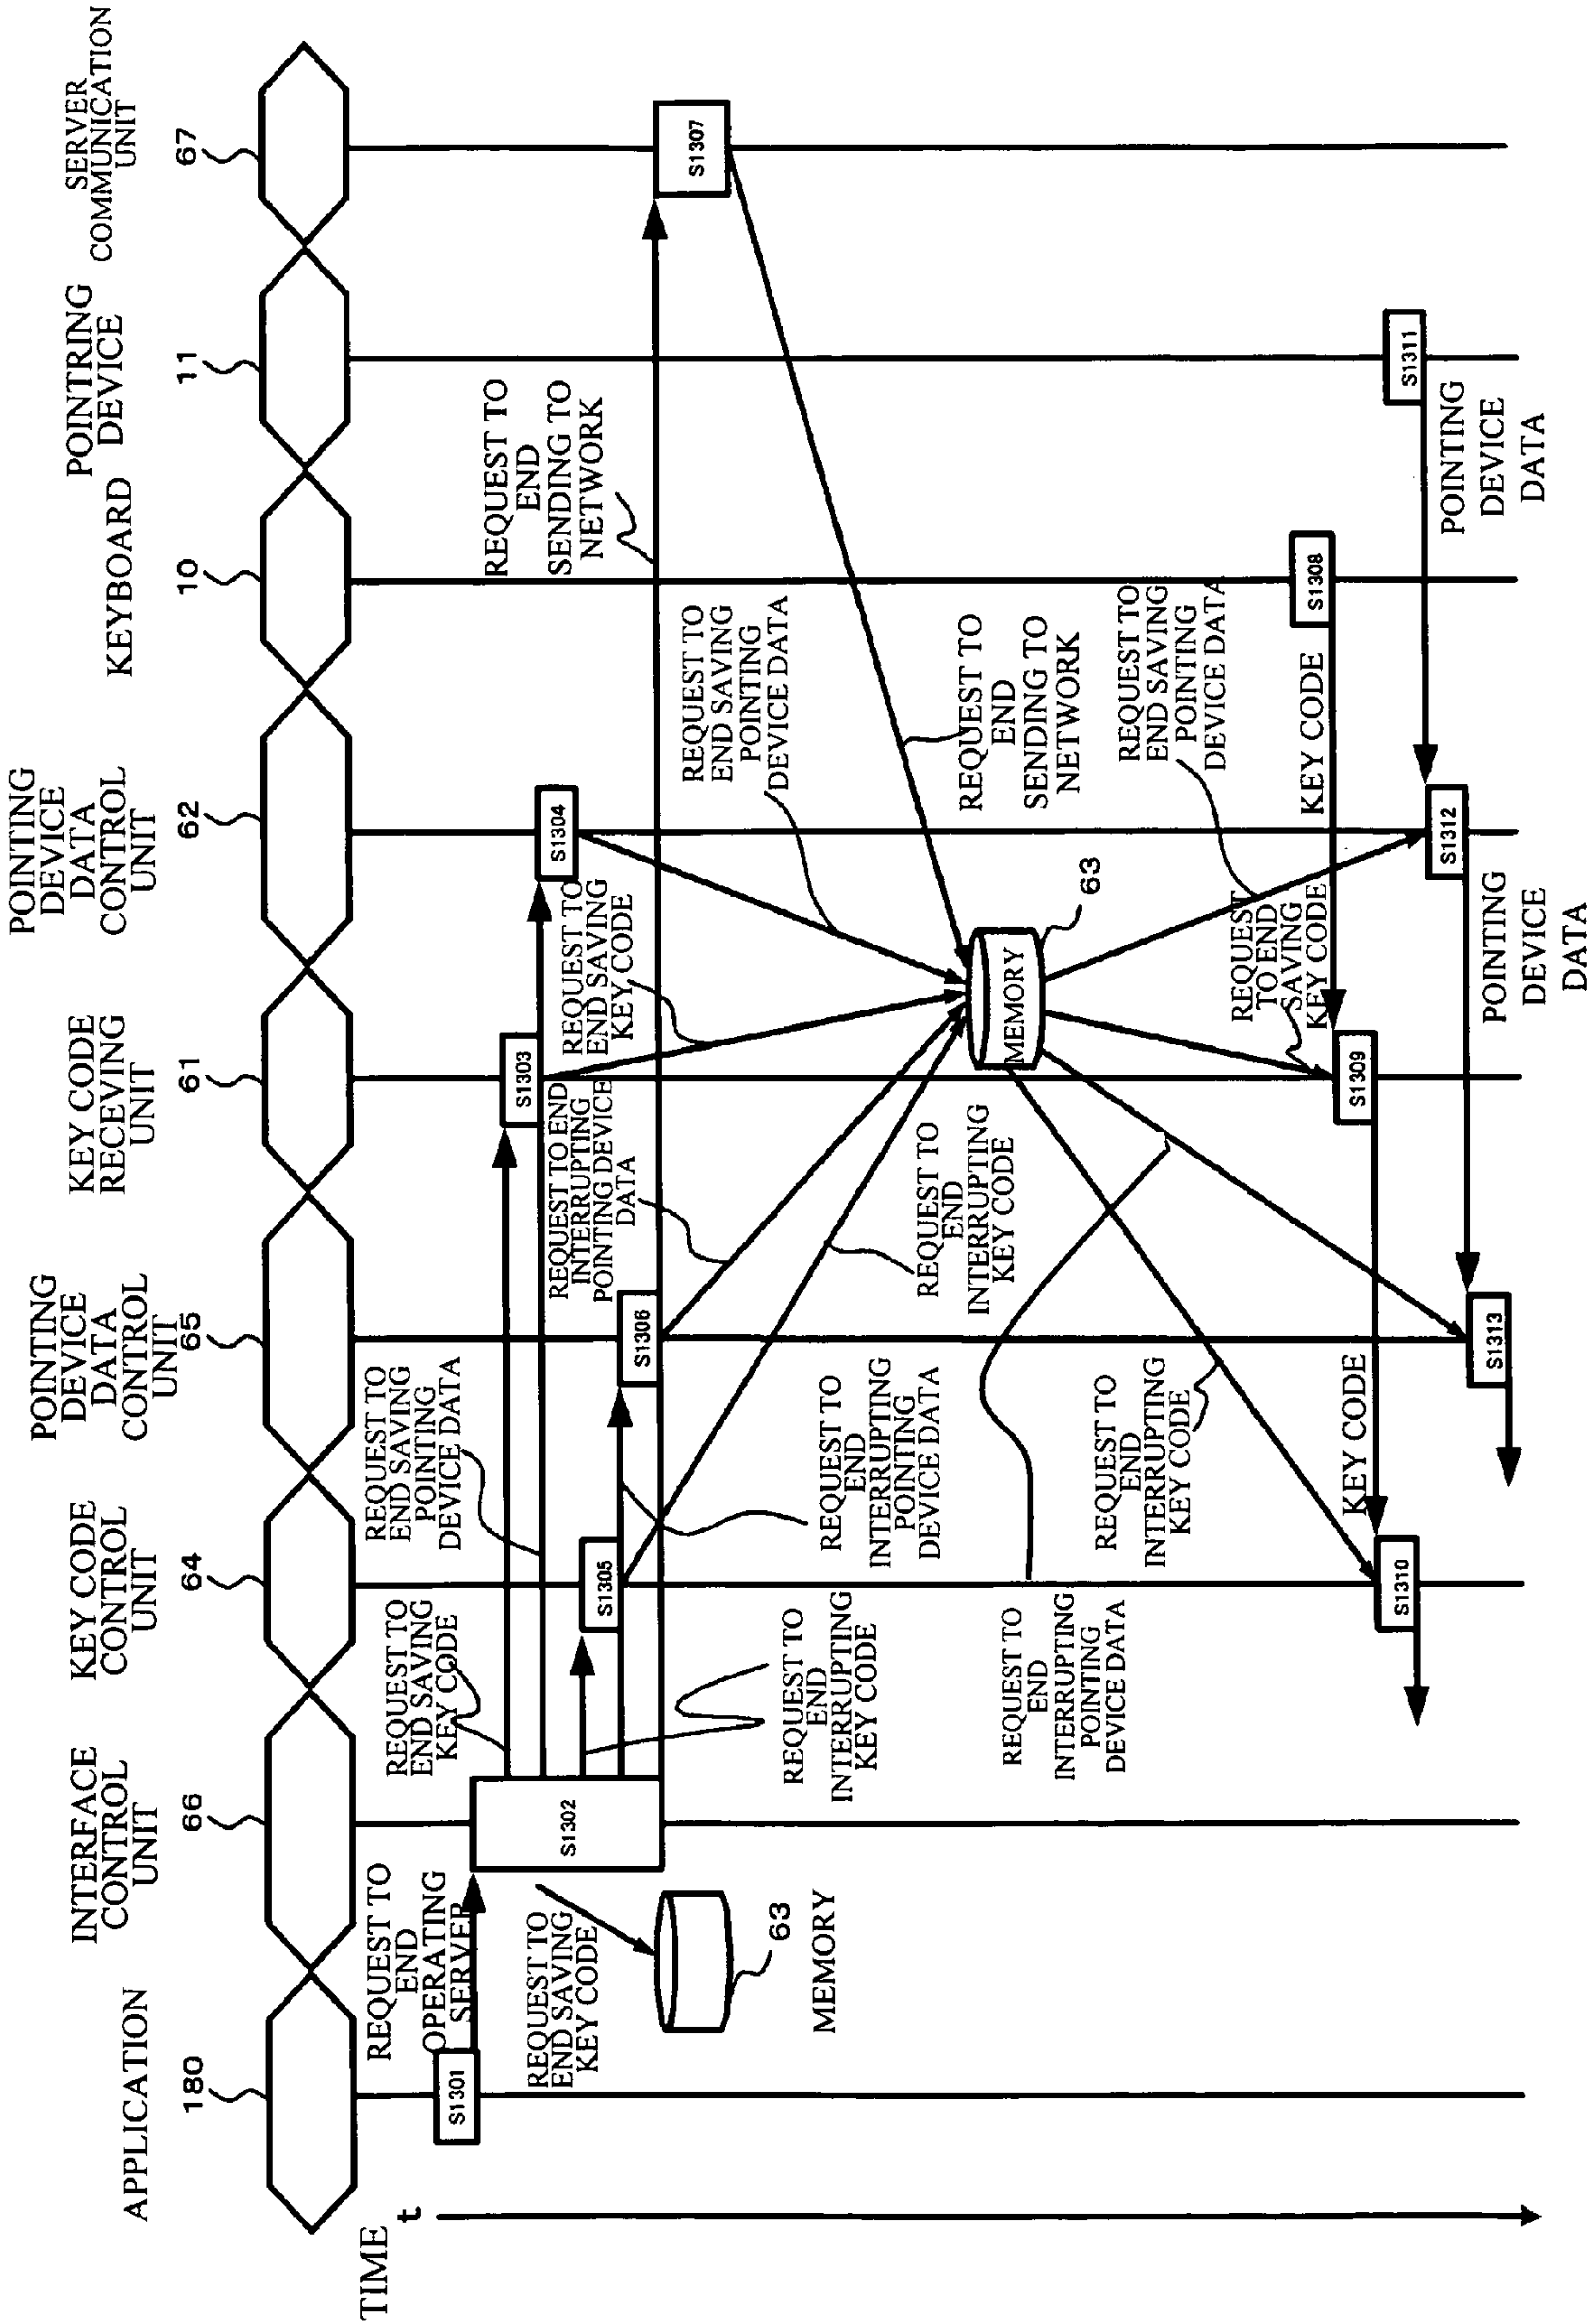 APPLICATION
180
INTERFACE
CONTROL
UNIT
66
KEY CODE
CONTROL
UNIT
64
POINTING
DEVICE
DATA
CONTROL
UNIT
65
KEY CODE
RECEVING
UNIT
61
POINTING
DEVICE
DATA
CONTROL
UNIT
62
KEYBOARD
10
POINTRING
DEVICE
11
SERVER
COMMUNICATION
UNIT
67
TIME
t
S1301
REQUEST TO
END
OPERATING
SERVER
S1302
REQUEST TO
END SAVING
KEY CODE
63
MEMORY
REQUEST TO
END SAVING
KEY CODE
REQUEST TO
END SAVING
POINTING
DEVICE DATA
S1303
S1304
S1305
S1306
REQUEST TO
END
INTERRUPTING
KEY CODE
REQUEST TO
END
INTERRUPTING
POINTING
DEVICE DATA
REQUEST TO END
INTERRUPTING
POINTING DEVICE
DATA
REQUEST TO
END SAVING
KEY CODE
REQUEST TO
END SAVING
POINTING
DEVICE DATA
REQUEST TO
END
SENDING TO
NETWORK
S1307
REQUEST TO
END
SENDING TO
NETWORK
REQUEST TO
END
INTERRUPTING
KEY CODE
MEMORY
63
REQUEST TO
END
INTERRUPTING
POINTING
DEVICE DATA
REQUEST TO
END
INTERRUPTING
KEY CODE
REQUEST
TO END
SAVING
KEY CODE
REQUEST TO
END SAVING
POINTING
DEVICE DATA
S1308
KEY CODE
S1309
KEY CODE
S1310
S1311
POINTING
DEVICE
DATA
S1312
POINTING
DEVICE
DATA
S1313